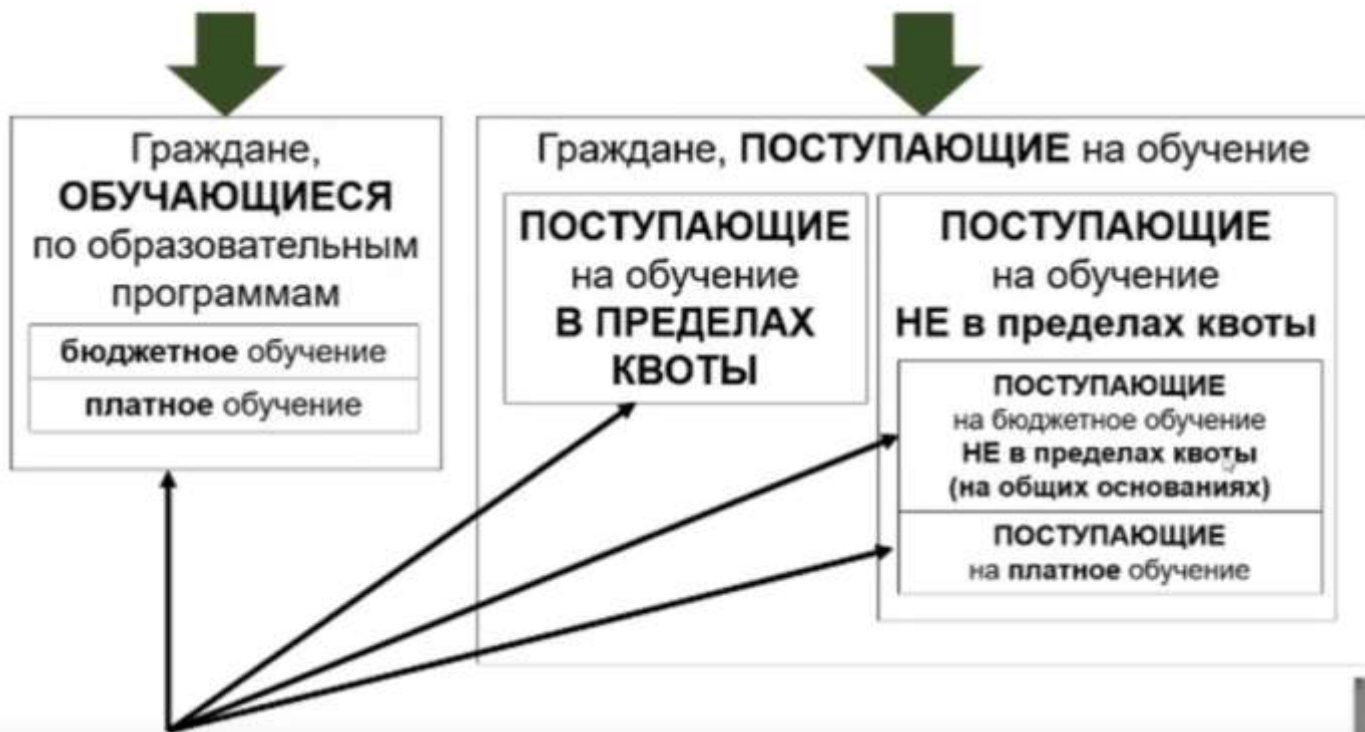 Граждане,
ОБУЧАЮЩИЕСЯ
по образовательным
программам
бюджетное обучение
платное обучение
Граждане, ПОСТУПАЮЩИЕ на обучение
ПОСТУПАЮЩИЕ
на обучение
В ПРЕДЕЛАХ
КВОТЫ
ПОСТУПАЮЩИЕ
на обучение
НЕ в пределах квоты
ПОСТУПАЮЩИЕ
на бюджетное обучение
НЕ в пределах квоты
(на общих основаниях)
ПОСТУПАЮЩИЕ
на платное обучение